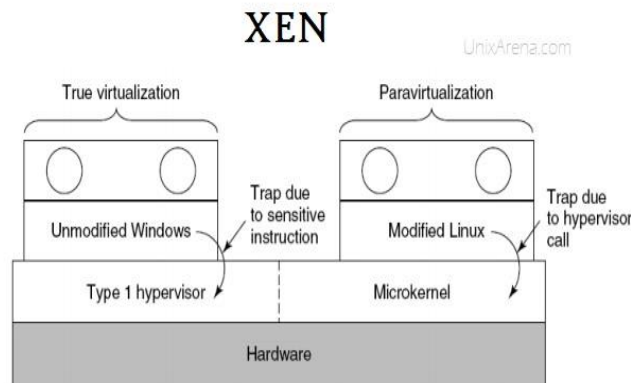 XEN
UnixArena.com
True virtualization
Paravirtualization
Trap due
to sensitive
instruction
Trap due
to hypervisor
call
Unmodified Windows
Modified Linux
Type 1 hypervisor
Microkernel
Hardware